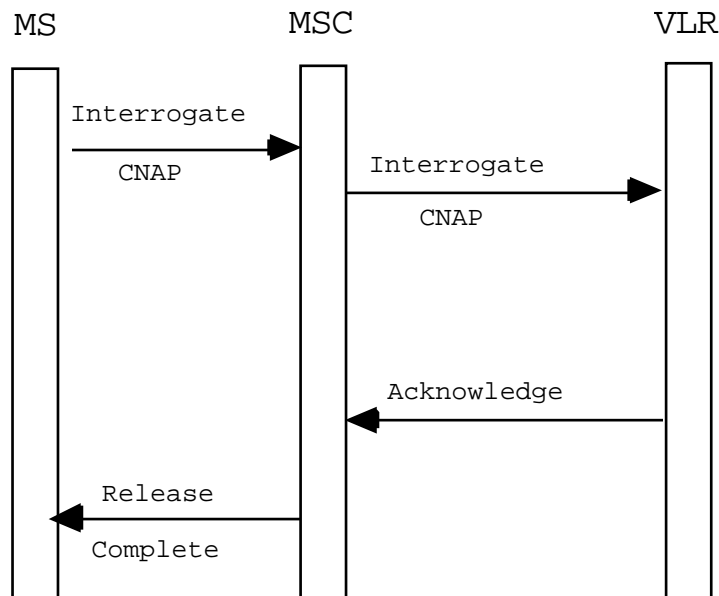 MS
MSC
VLR
Interrogate
CNAP
Interrogate
CNAP
Acknowledge
Release
Complete